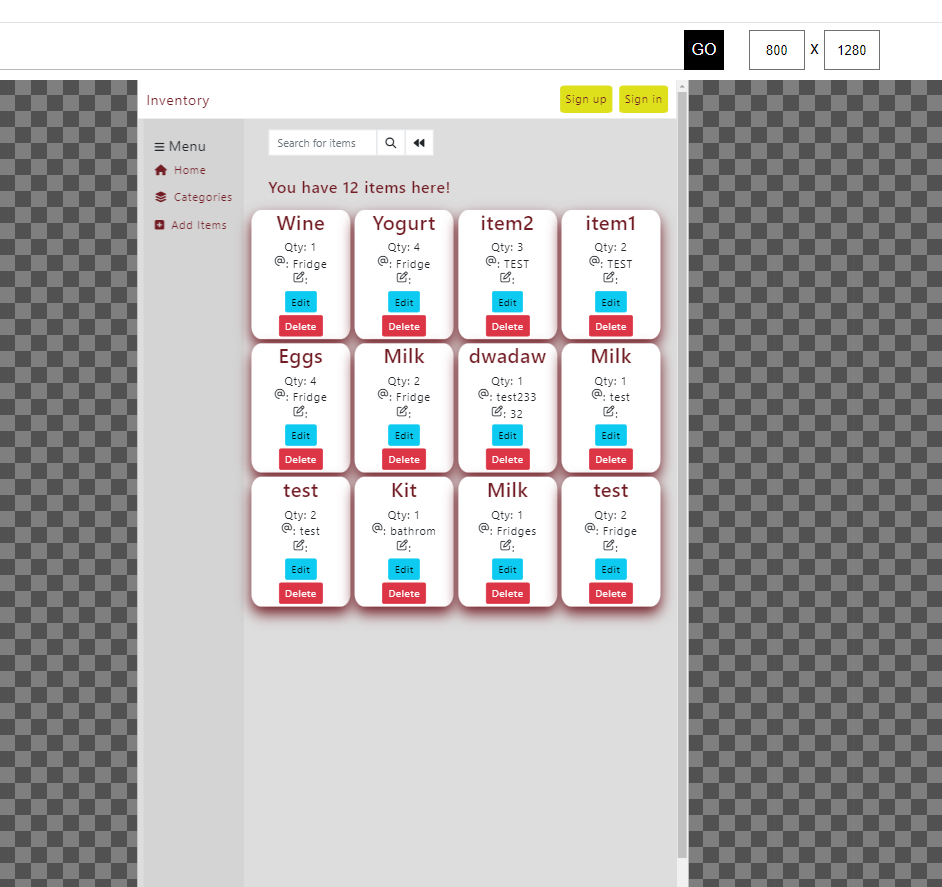 GO 800 X 1280
Inventory Sign up Sign in
Menu
Home
Categories
Add Items
Search for items
You have 12 items here!
Wine
Qty: 1
@: Fridge
:
Edit
Delete
Yogurt
Qty: 4
@: Fridge
:
Edit
Delete
item2
Qty: 3
@: TEST
:
Edit
Delete
item1
Qty: 2
@: TEST
:
Edit
Delete
Eggs
Qty: 4
@: Fridge
:
Edit
Delete
Milk
Qty: 2
@: Fridge
:
Edit
Delete
dwadaw
Qty: 1
@: test233
: 32
Edit
Delete
Milk
Qty: 1
@: test
:
Edit
Delete
test
Qty: 2
@: test
:
Edit
Delete
Kit
Qty: 1
@: bathrom
:
Edit
Delete
Milk
Qty: 1
@: Fridges
:
Edit
Delete
test
Qty: 2
@: Fridge
:
Edit
Delete